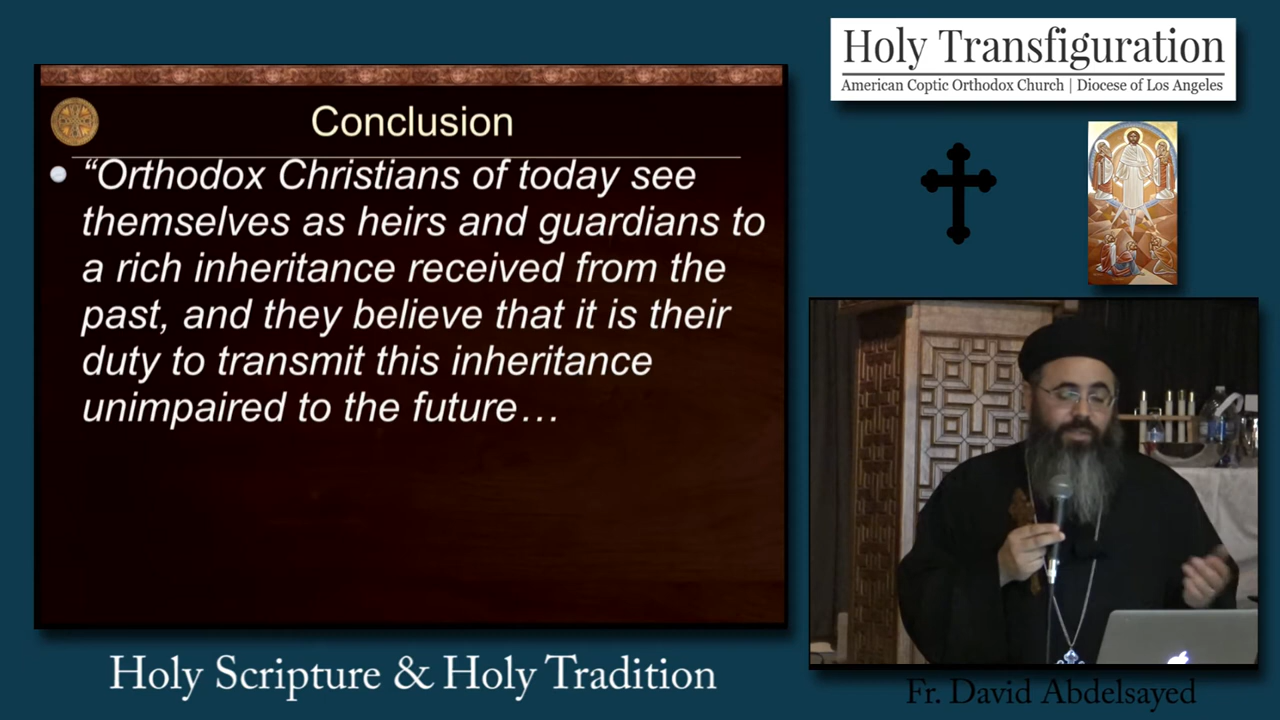 Holy Transfiguration
American Coptic Orthodox Church | Diocese of Los Angeles
Conclusion
“Orthodox Christians of today see
themselves as heirs and guardians to
a rich inheritance received from the
past, and they believe that it is their
duty to transmit this inheritance
unimpaired to the future…
Holy Scripture & Holy Tradition
Fr. David Abdelsayed